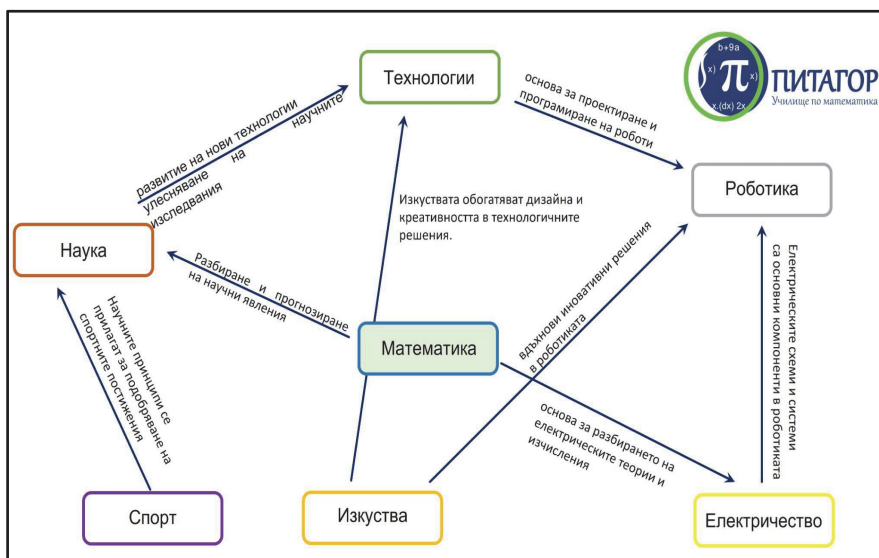 b+9a
x)
π
x)
x.(dx) 2x
ПИТАГОР
Училище по математика
Технологии
основа за проектиране и
програмиране на роботи
развитие на нови технологии
улесняване на научните
изследвания
Роботика
Изкуствата обогатяват дизайна и
креативността в технологичните
решения.
Наука
Разбиране и прогнозиране
на научни явления
вдъхнови иновативни решения
в роботиката
Електрическите схеми и системи
са основни компоненти в роботиката
Математика
Научните принципи се
прилагат за подобряване на
спортните постижения
основа за разбирането на
електрическите теории и
изчисления
Спорт
Изкуства
Електричество